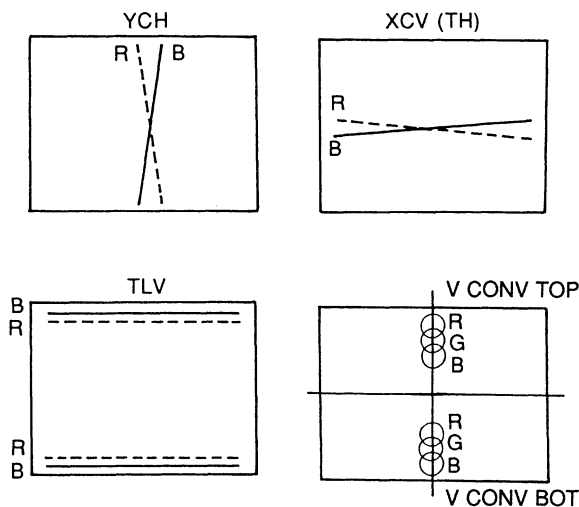 YCH
R B
XCV (TH)
R
B
TLV
B
R
R
B
V CONV TOP
R
G
B
R
G
B
V CONV BOT